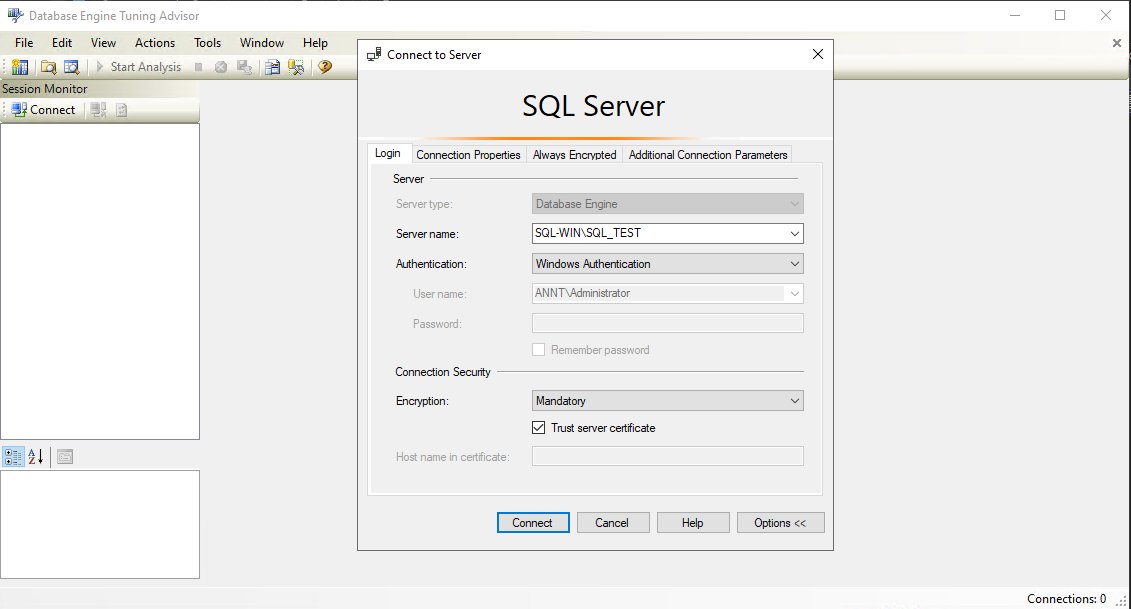 Database Engine Tuning Advisor
File Edit View Actions Tools Window Help
Start Analysis
Session Monitor
Connect
Connect to Server
SQL Server
Login Connection Properties Always Encrypted Additional Connection Parameters
Server
Server type: Database Engine
Server name: SQL-WIN\SQL_TEST
Authentication: Windows Authentication
User name: ANNT\Administrator
Password:
Remember password
Connection Security
Encryption: Mandatory
Trust server certificate
Host name in certificate:
Connect Cancel Help Options <<
Connections: 0